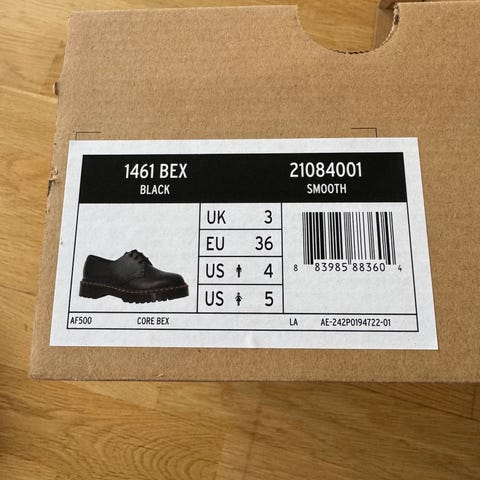 1461 BEX
BLACK
21084001
SMOOTH
UK 3
EU 36
US 4
US 5
8 83985 88360 4
AF500 CORE BEX LA AE-242P0194722-01